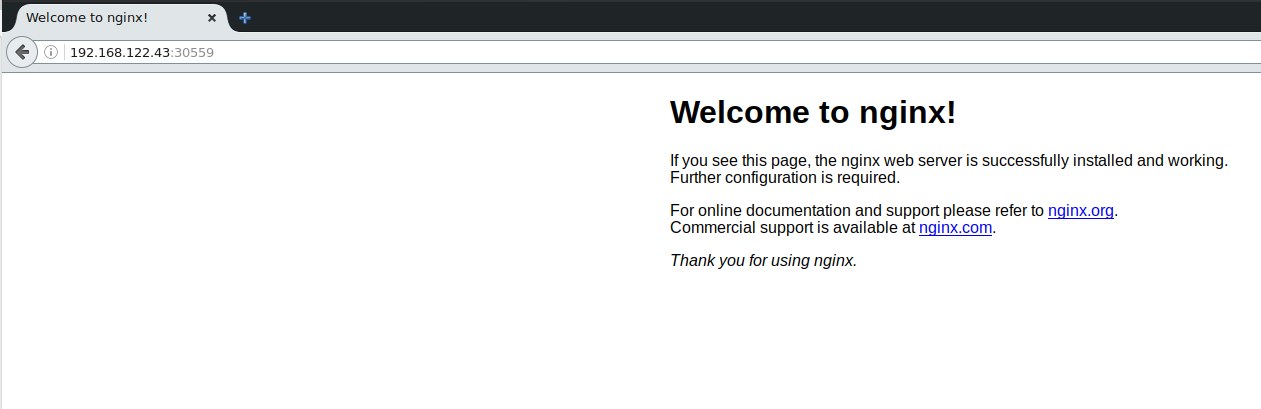 Welcome to nginx!
192.168.122.43:30559
Welcome to nginx!
If you see this page, the nginx web server is successfully installed and working.
Further configuration is required.
For online documentation and support please refer to nginx.org.
Commercial support is available at nginx.com.
Thank you for using nginx.